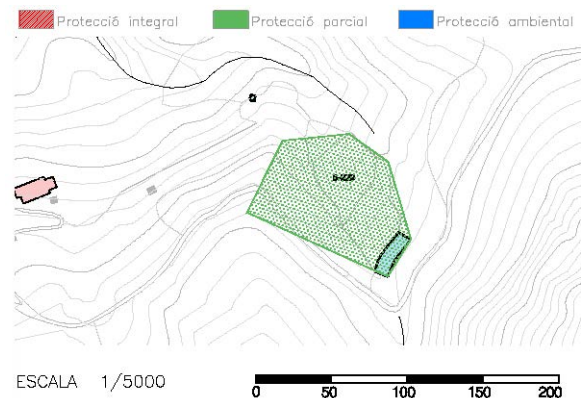 Protecció integral Protecció parcial Protecció ambiental
ESCALA 1/5000
0 50 100 150 200